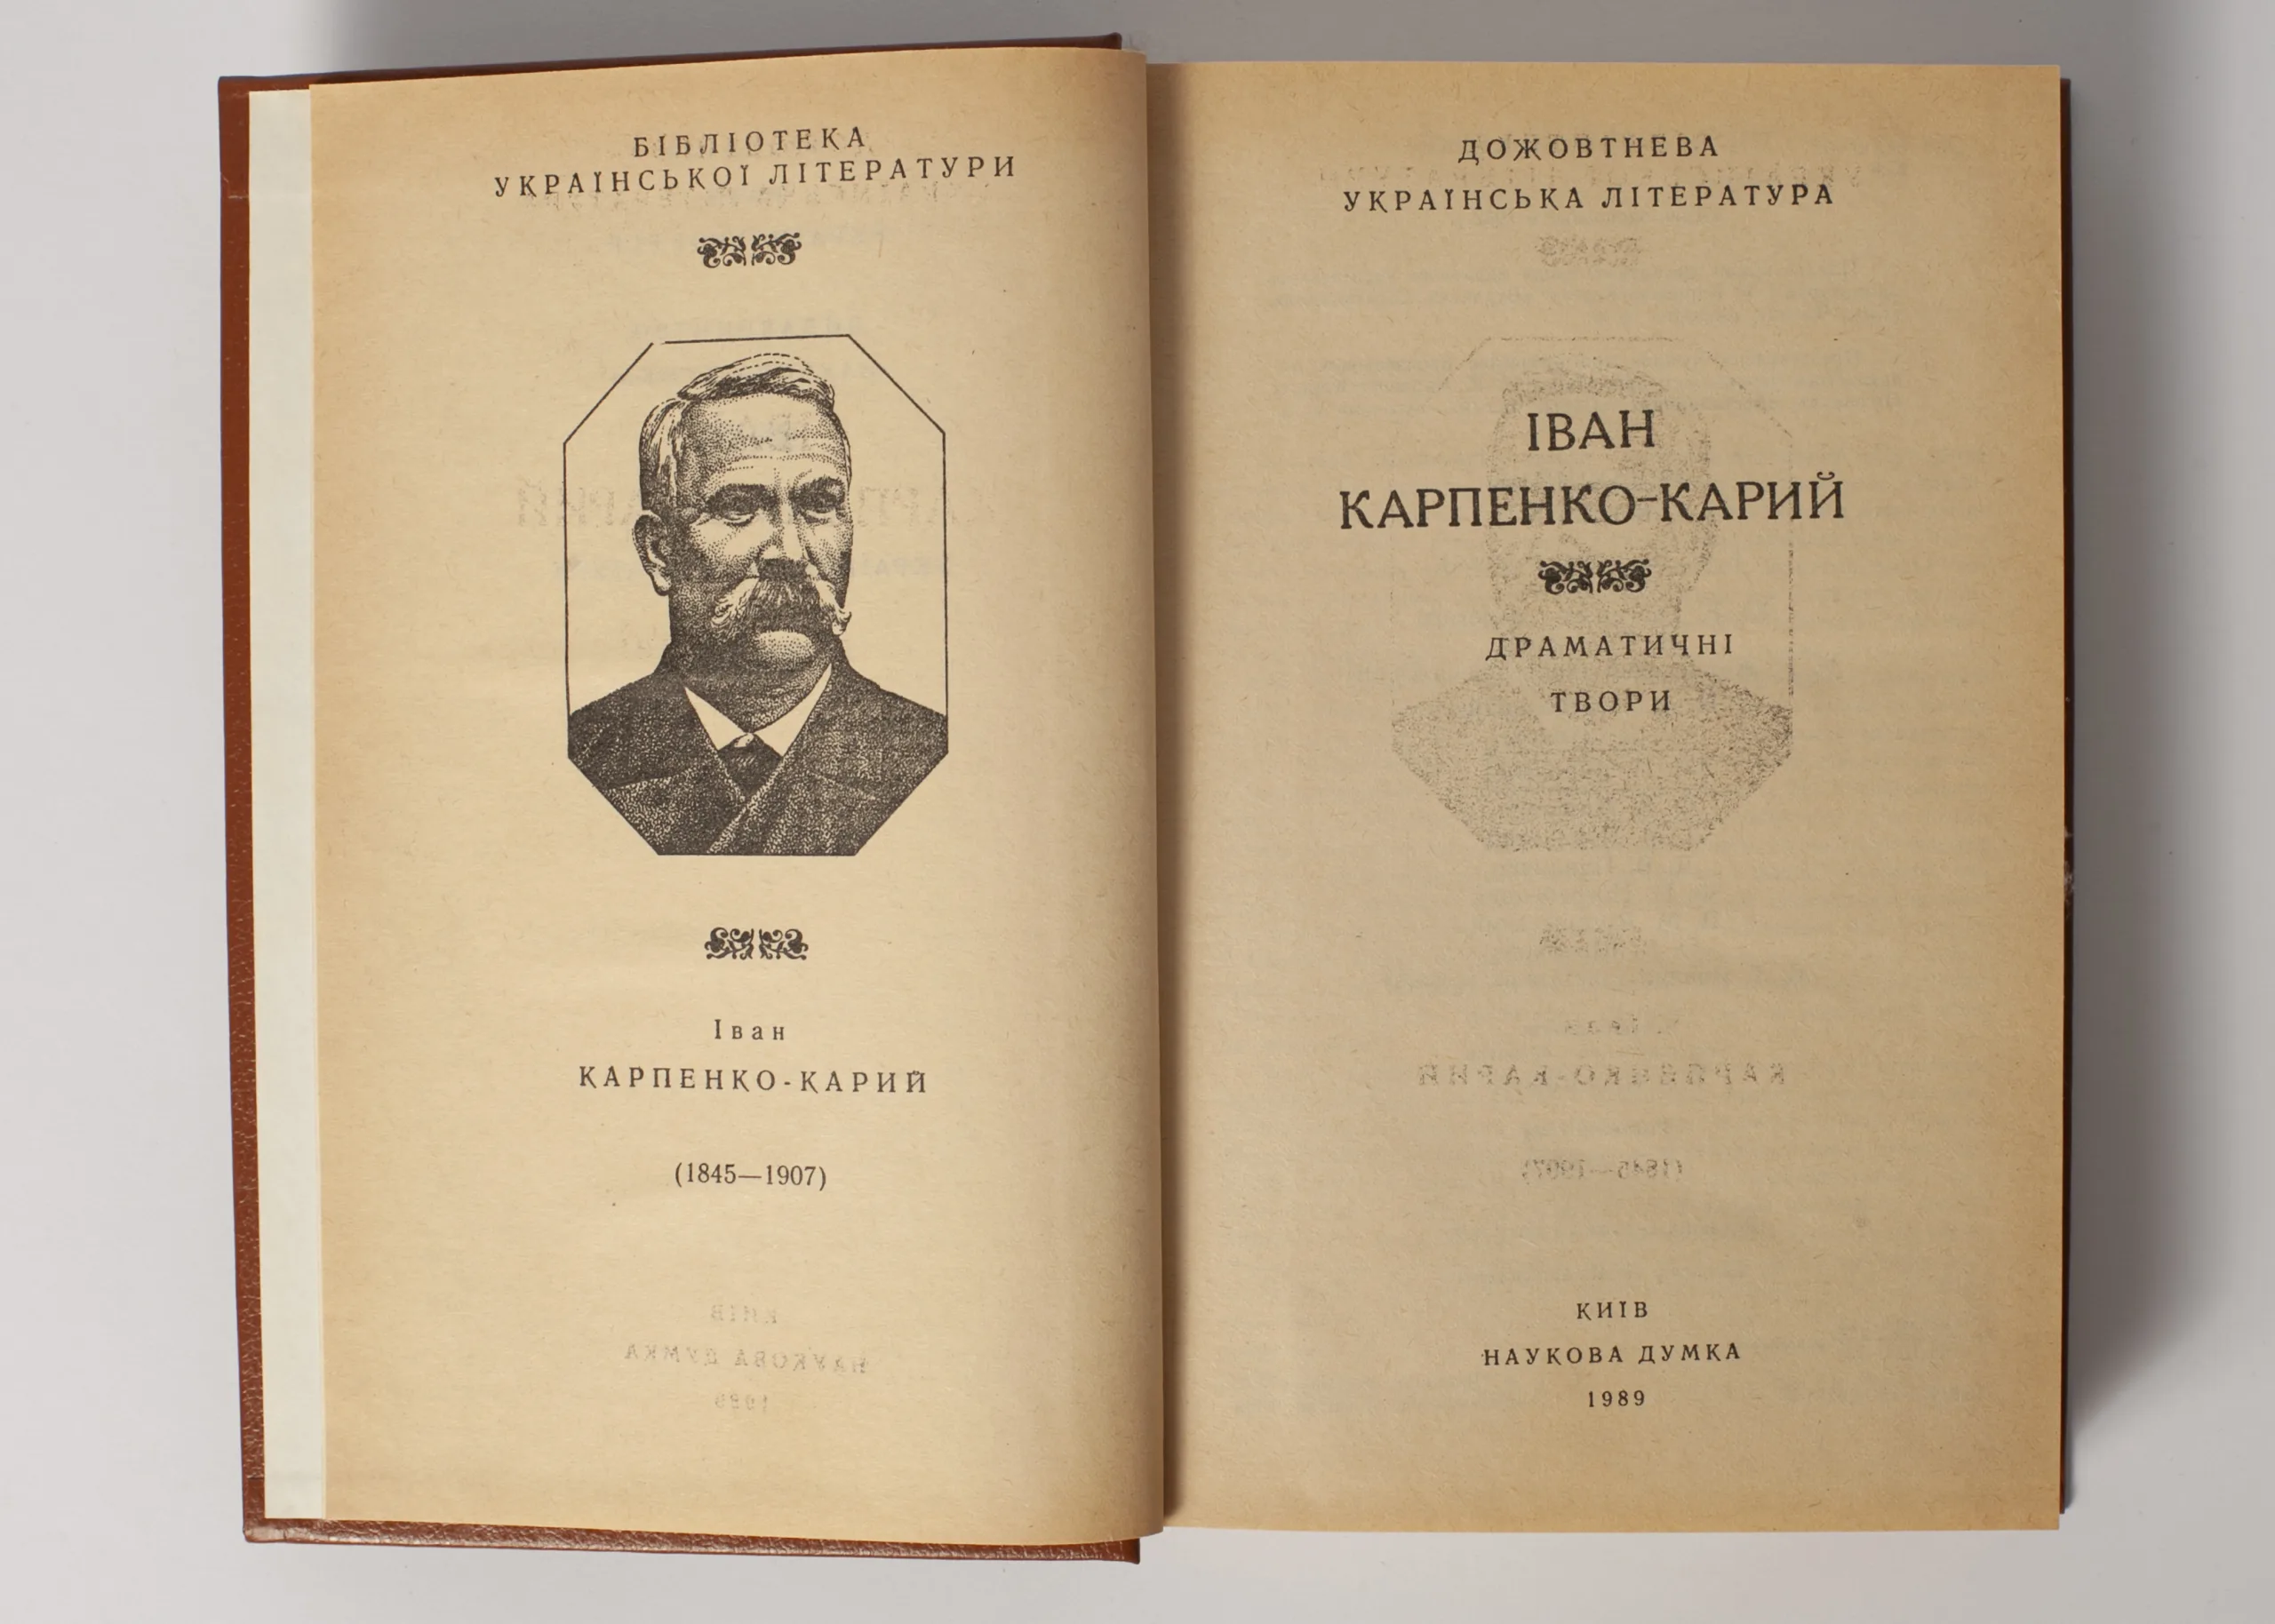 БІБЛІОТЕКА
УКРАЇНСЬКОЇ ЛІТЕРАТУРИ
Іван
КАРПЕНКО-КАРИЙ
(1845—1907)
ДОЖОВТНЕВА
УКРАЇНСЬКА ЛІТЕРАТУРА
ІВАН
КАРПЕНКО-КАРИЙ
ДРАМАТИЧНІ
ТВОРИ
КИЇВ
НАУКОВА ДУМКА
1989